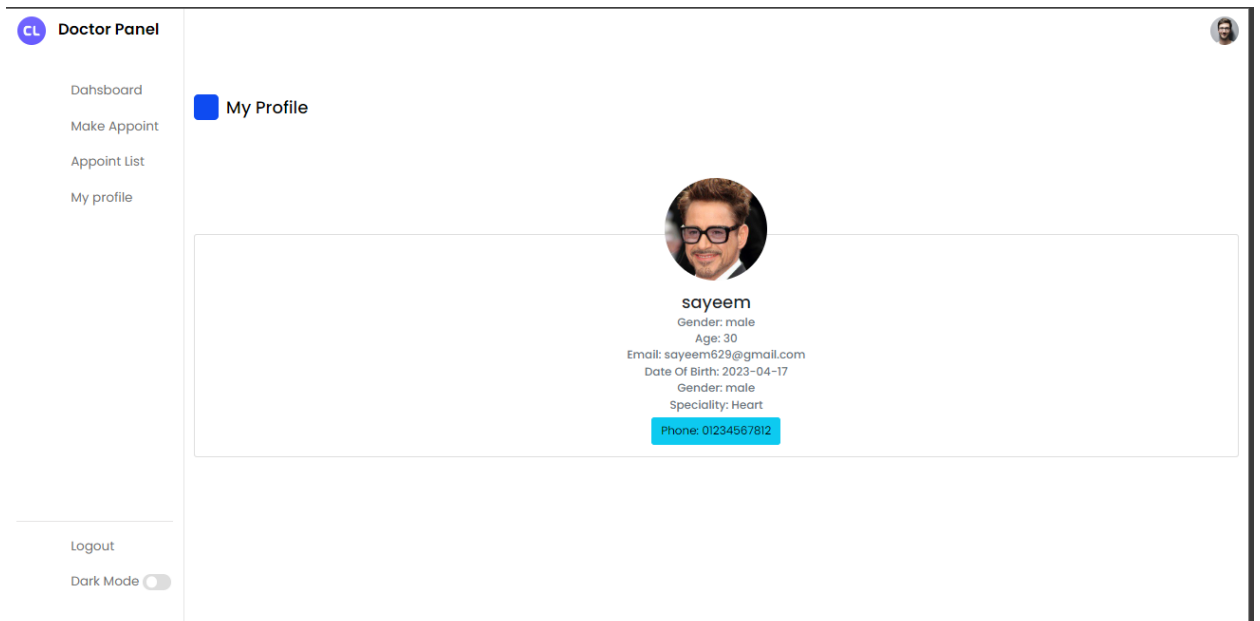 CL Doctor Panel
Dahsboard
Make Appoint
Appoint List
My profile
Logout
Dark Mode
My Profile
sayeem
Gender: male
Age: 30
Email: sayeem629@gmail.com
Date Of Birth: 2023-04-17
Gender: male
Speciality: Heart
Phone: 01234567812